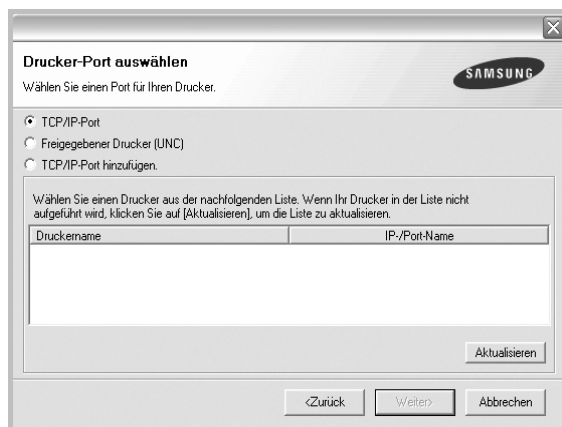 Drucker-Port auswählen
Wählen Sie einen Port für Ihren Drucker.
SAMSUNG
TCP/IP-Port
Freigegebener Drucker (UNC)
TCP/IP-Port hinzufügen.
Wählen Sie einen Drucker aus der nachfolgenden Liste. Wenn Ihr Drucker in der Liste nicht
aufgeführt wird, klicken Sie auf [Aktualisieren], um die Liste zu aktualisieren.
Druckername IP-/Port-Name
Aktualisieren
<Zurück Weiter> Abbrechen